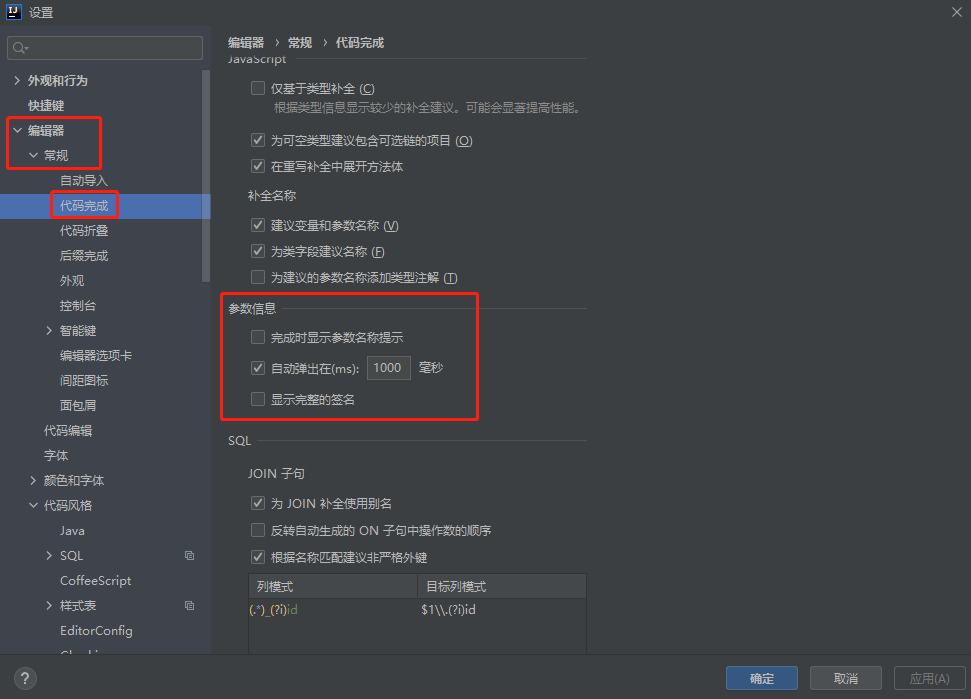 设置
外观和行为
快捷键
编辑器
常规
自动导入
代码完成
代码折叠
后缀完成
外观
控制台
智能键
编辑器选项卡
间距图标
面包屑
代码编辑
字体
颜色和字体
代码风格
Java
SQL
CoffeeScript
样式表
EditorConfig
编辑器 › 常规 › 代码完成
JavaScript
仅基于类型补全 (C)
根据类型信息显示较少的补全建议。可能会显著提高性能。
为可空类型建议包含可选链的项目 (O)
在重写补全中展开方法体
补全名称
建议变量和参数名称 (V)
为类字段建议名称 (F)
为建议的参数名称添加类型注解 (T)
参数信息
完成时显示参数名称提示
自动弹出在(ms): 1000 毫秒
显示完整的签名
SQL
JOIN 子句
为 JOIN 补全使用别名
反转自动生成的 ON 子句中操作数的顺序
根据名称匹配建议非严格外键
列模式 目标列模式
(.*)_(?i)id $1\\.(?i)id
? 确定 取消 应用(A)